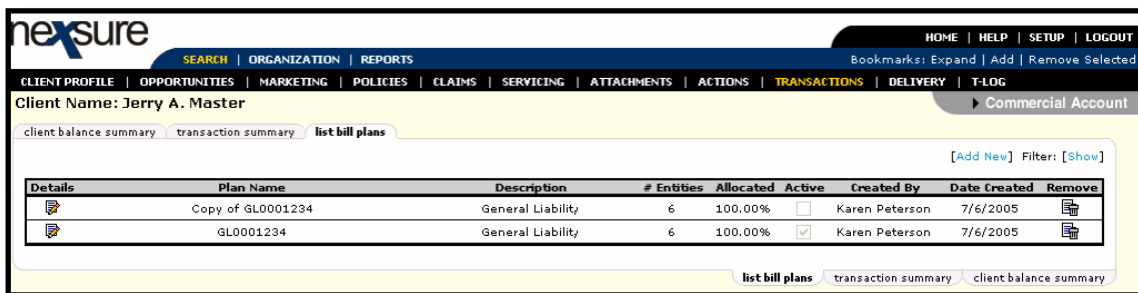 nexsure
HOME | HELP | SETUP | LOGOUT
SEARCH | ORGANIZATION | REPORTS
Bookmarks: Expand | Add | Remove Selected
CLIENT PROFILE | OPPORTUNITIES | MARKETING | POLICIES | CLAIMS | SERVICING | ATTACHMENTS | ACTIONS | TRANSACTIONS | DELIVERY | T-LOG
Client Name: Jerry A. Master
Commercial Account
client balance summary transaction summary list bill plans
[Add New] Filter: [Show]
Details Plan Name Description # Entities Allocated Active Created By Date Created Remove
Copy of GL0001234 General Liability 6 100.00% Karen Peterson 7/6/2005
GL0001234 General Liability 6 100.00% Karen Peterson 7/6/2005
list bill plans transaction summary client balance summary